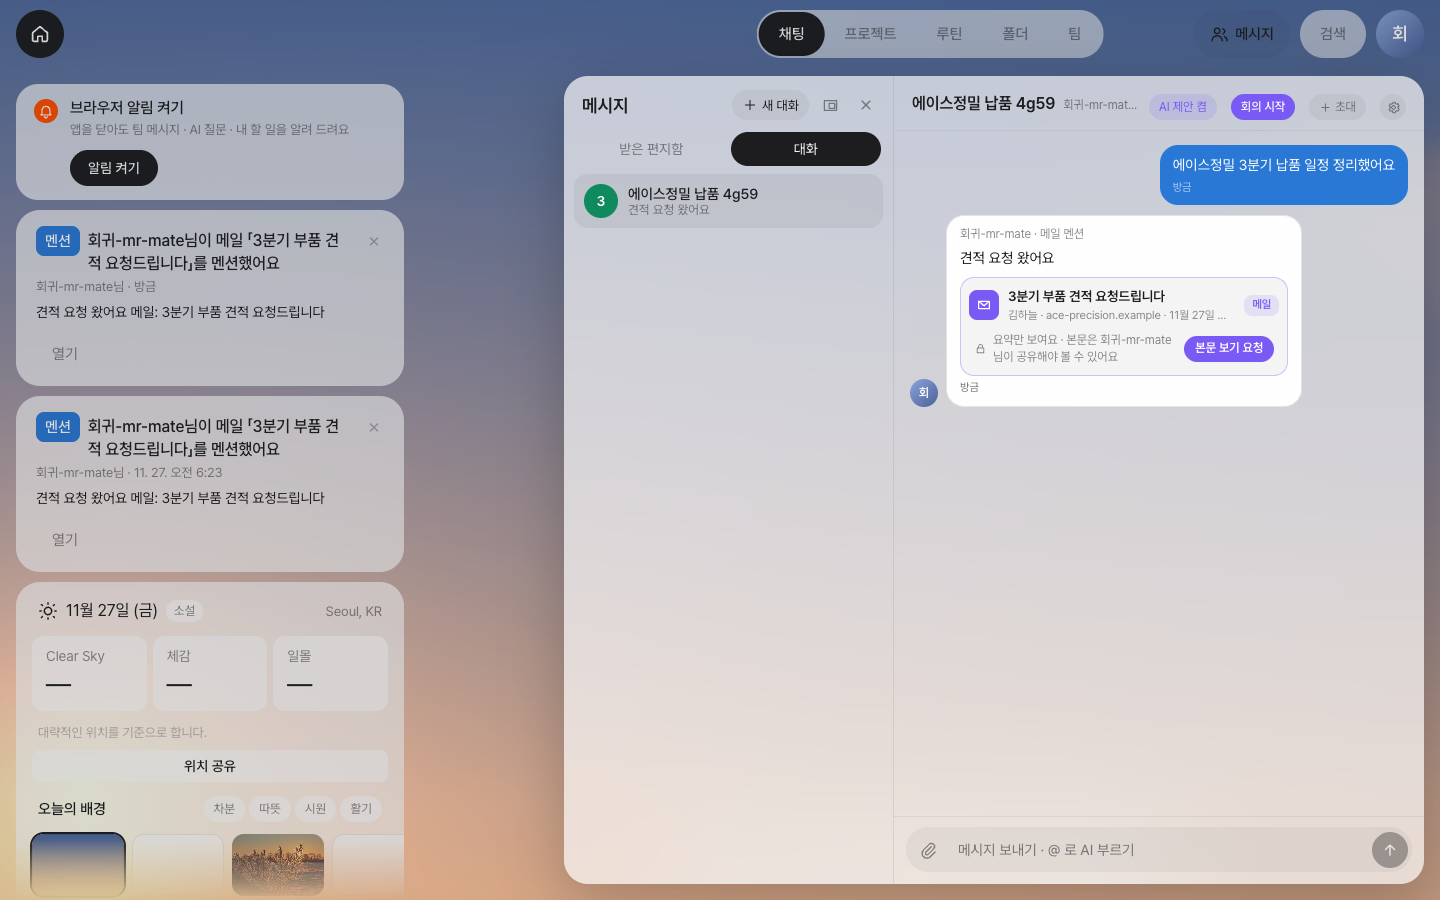 채팅
프로젝트
루틴
폴더
팀
메시지
검색
회
브라우저 알림 켜기
앱을 닫아도 팀 메시지 · AI 질문 · 내 할 일을 알려 드려요
알림 켜기
멘션
회귀-mr-mate님이 메일 「3분기 부품 견
적 요청드립니다」를 멘션했어요
회귀-mr-mate님 · 방금
견적 요청 왔어요 메일: 3분기 부품 견적 요청드립니다
열기
멘션
회귀-mr-mate님이 메일 「3분기 부품 견
적 요청드립니다」를 멘션했어요
회귀-mr-mate님 · 11. 27. 오전 6:23
견적 요청 왔어요 메일: 3분기 부품 견적 요청드립니다
열기
11월 27일 (금)
소설
Seoul, KR
Clear Sky
—
체감
—
일몰
—
대략적인 위치를 기준으로 합니다.
위치 공유
오늘의 배경
차분
따뜻
시원
활기
메시지
새 대화
받은 편지함
대화
3
에이스정밀 납품 4g59
견적 요청 왔어요
에이스정밀 납품 4g59
회귀-mr-mat...
AI 제안 켬
회의 시작
초대
에이스정밀 3분기 납품 일정 정리했어요
방금
회귀-mr-mate · 메일 멘션
견적 요청 왔어요
3분기 부품 견적 요청드립니다
김하늘 · ace-precision.example · 11월 27일 ...
메일
요약만 보여요 · 본문은 회귀-mr-mate
님이 공유해야 볼 수 있어요
본문 보기 요청
방금
회
메시지 보내기 · @ 로 AI 부르기